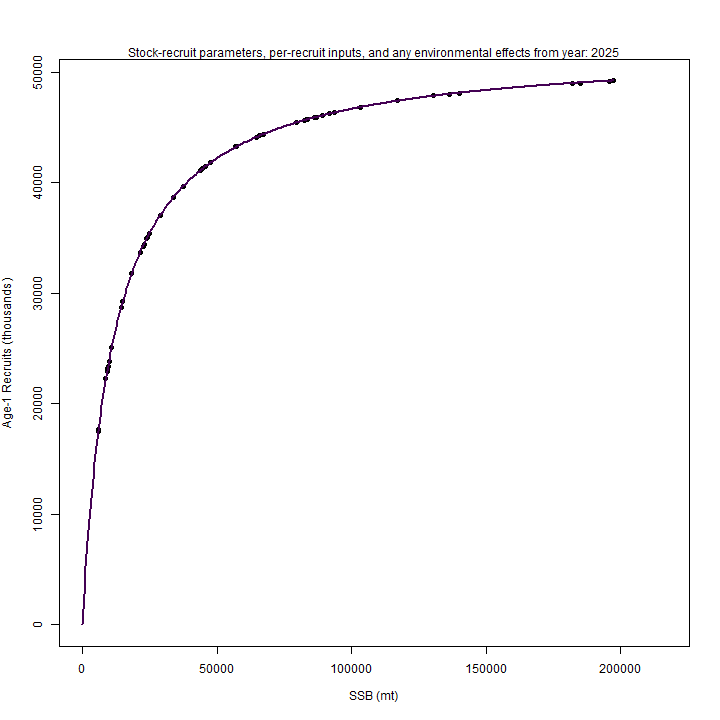 Stock-recruit parameters, per-recruit inputs, and any environmental effects from year: 2025
50000
40000
30000
20000
10000
0
Age-1 Recruits (thousands)
0 50000 100000 150000 200000
SSB (mt)